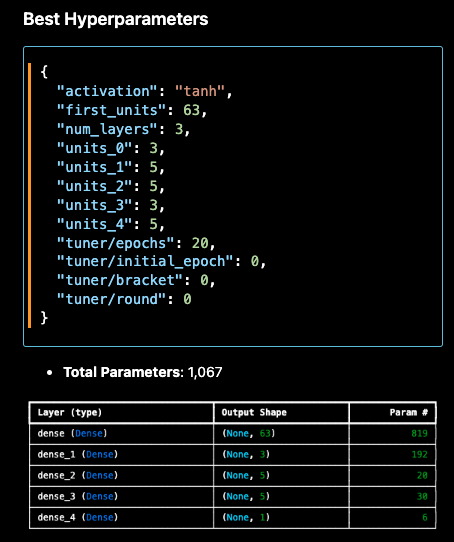 Best Hyperparameters
{
"activation": "tanh",
"first_units": 63,
"num_layers": 3,
"units_0": 3,
"units_1": 5,
"units_2": 5,
"units_3": 3,
"units_4": 5,
"tuner/epochs": 20,
"tuner/initial_epoch": 0,
"tuner/bracket": 0,
"tuner/round": 0
}
• Total Parameters: 1,067
Layer (type) Output Shape Param #
dense (Dense) (None, 63) 819
dense_1 (Dense) (None, 3) 192
dense_2 (Dense) (None, 5) 20
dense_3 (Dense) (None, 5) 30
dense_4 (Dense) (None, 1) 6